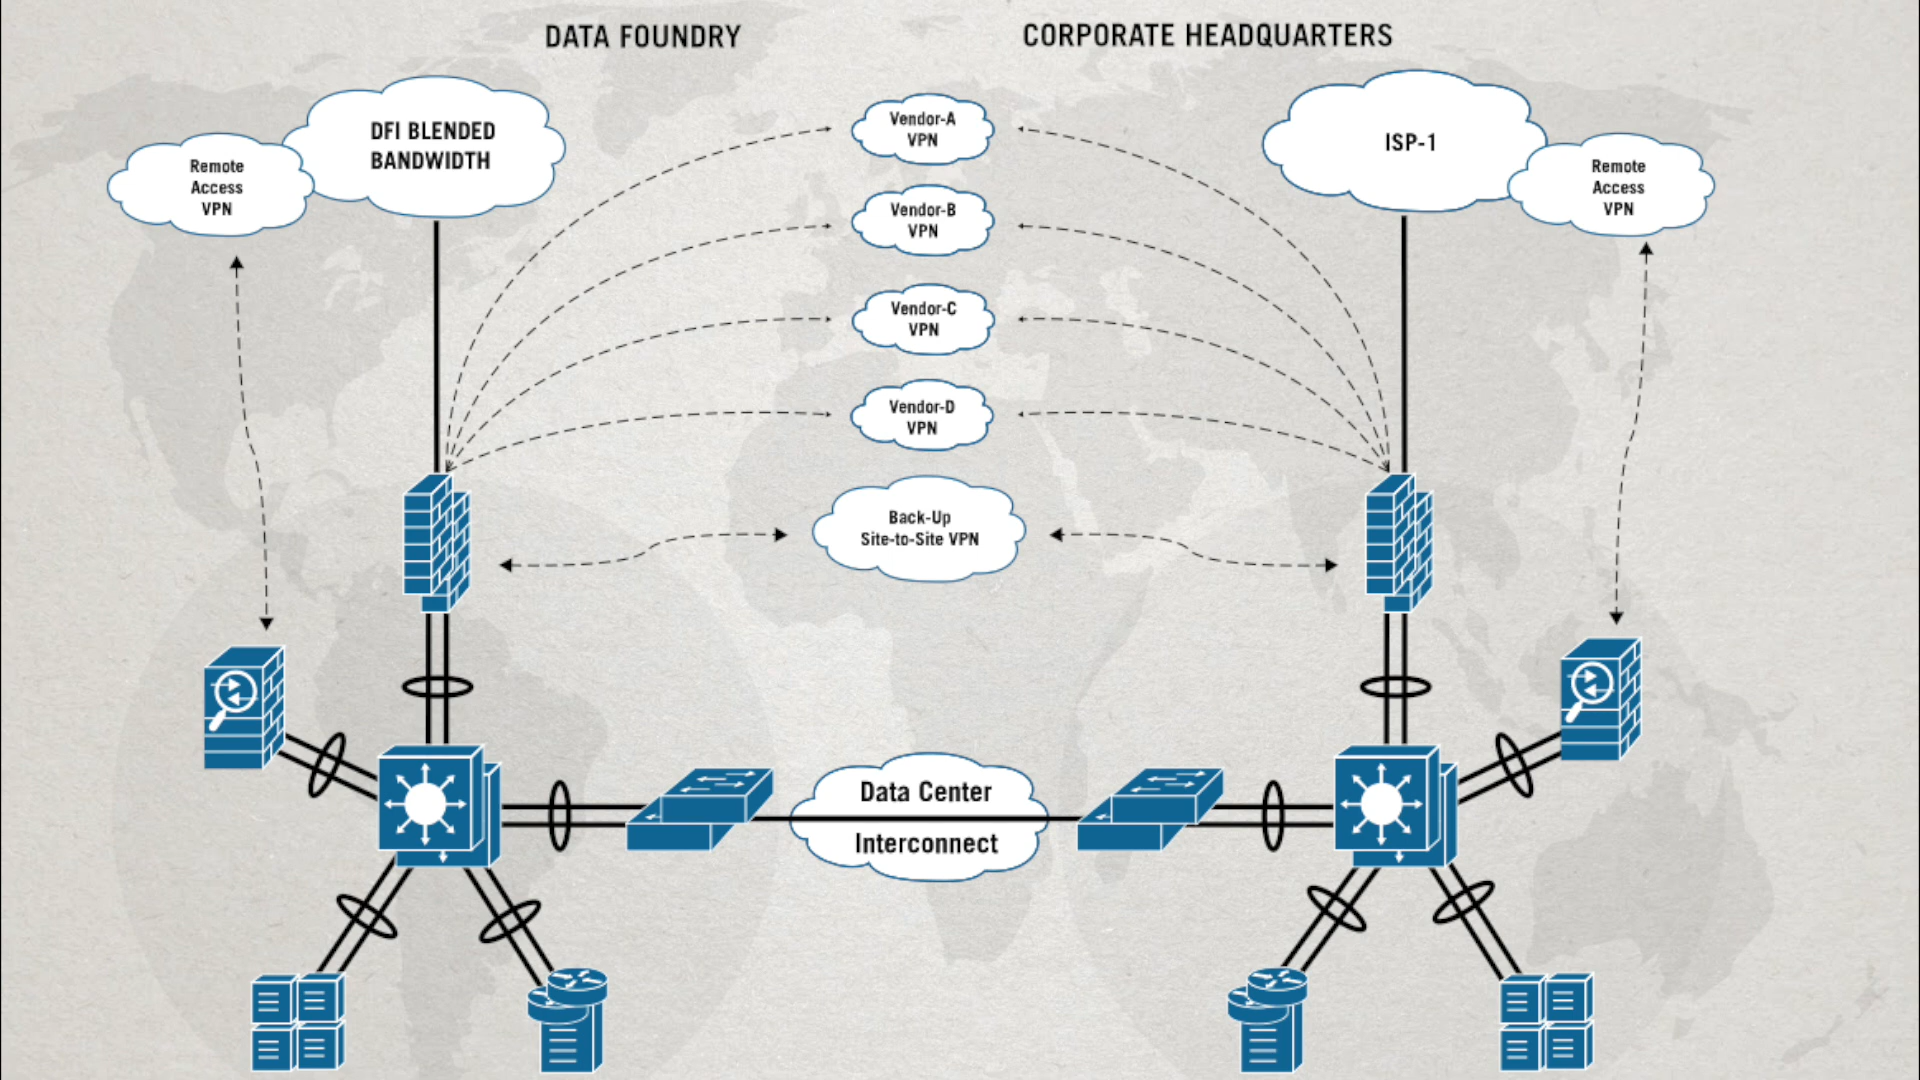 DATA FOUNDRY
CORPORATE HEADQUARTERS
DFI BLENDED
BANDWIDTH
Remote
Access
VPN
Vendor-A
VPN
Vendor-B
VPN
Vendor-C
VPN
Vendor-D
VPN
Back-Up
Site-to-Site VPN
ISP-1
Remote
Access
VPN
Data Center
Interconnect